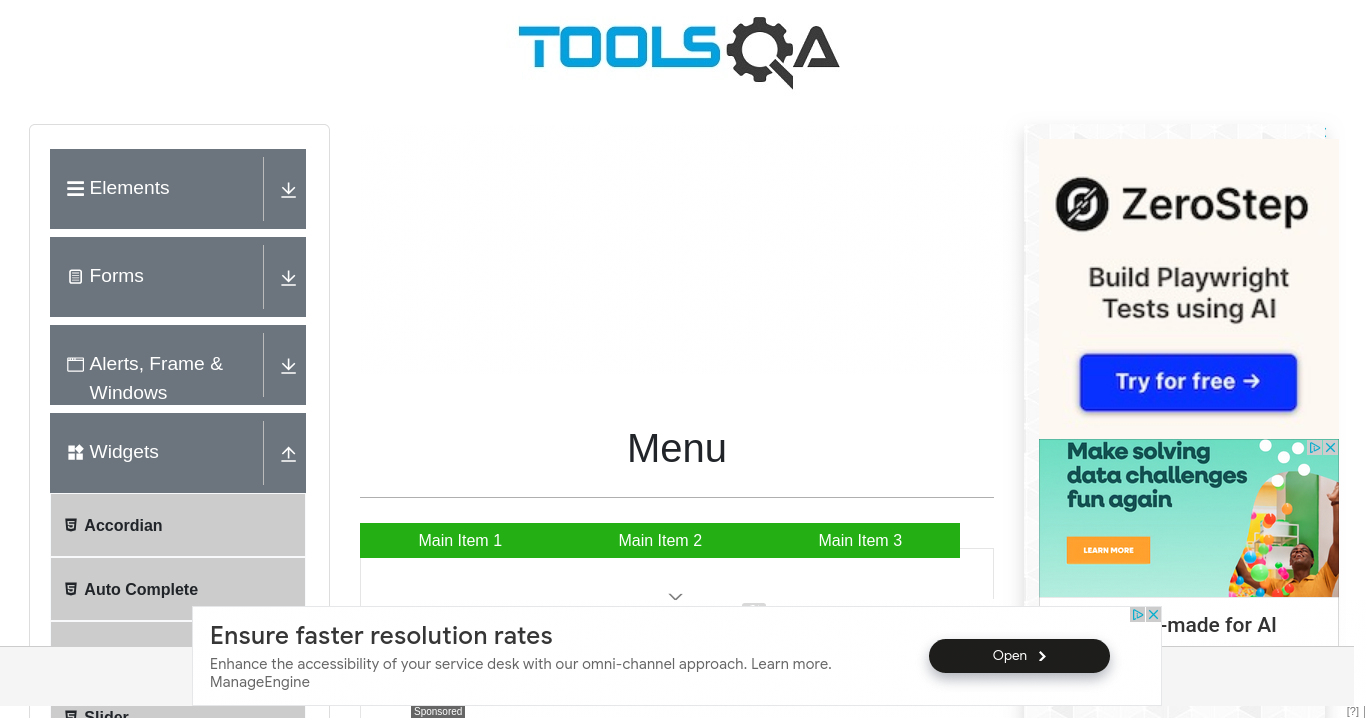 TOOLSQA
Elements
Forms
Alerts, Frame &
Windows
Widgets
Accordian
Auto Complete
Slider
Menu
Main Item 1
Main Item 2
Main Item 3
ZeroStep
Build Playwright
Tests using AI
Try for free →
Make solving
data challenges
fun again
LEARN MORE
-made for AI
Ensure faster resolution rates
Enhance the accessibility of your service desk with our omni-channel approach. Learn more.
ManageEngine
Open
Sponsored
[?]